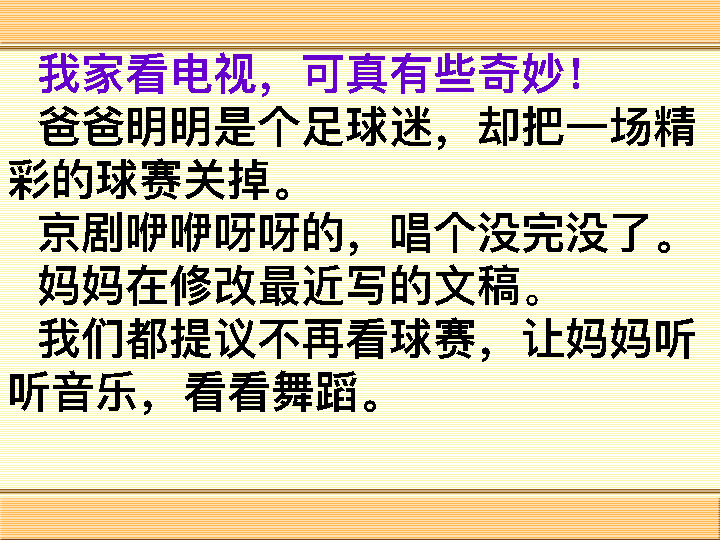 我家看电视，可真有些奇妙！
爸爸明明是个足球迷，却把一场精
彩的球赛关掉。
京剧咿咿呀呀的，唱个没完没了。
妈妈在修改最近写的文稿。
我们都提议不再看球赛，让妈妈听
听音乐，看看舞蹈。